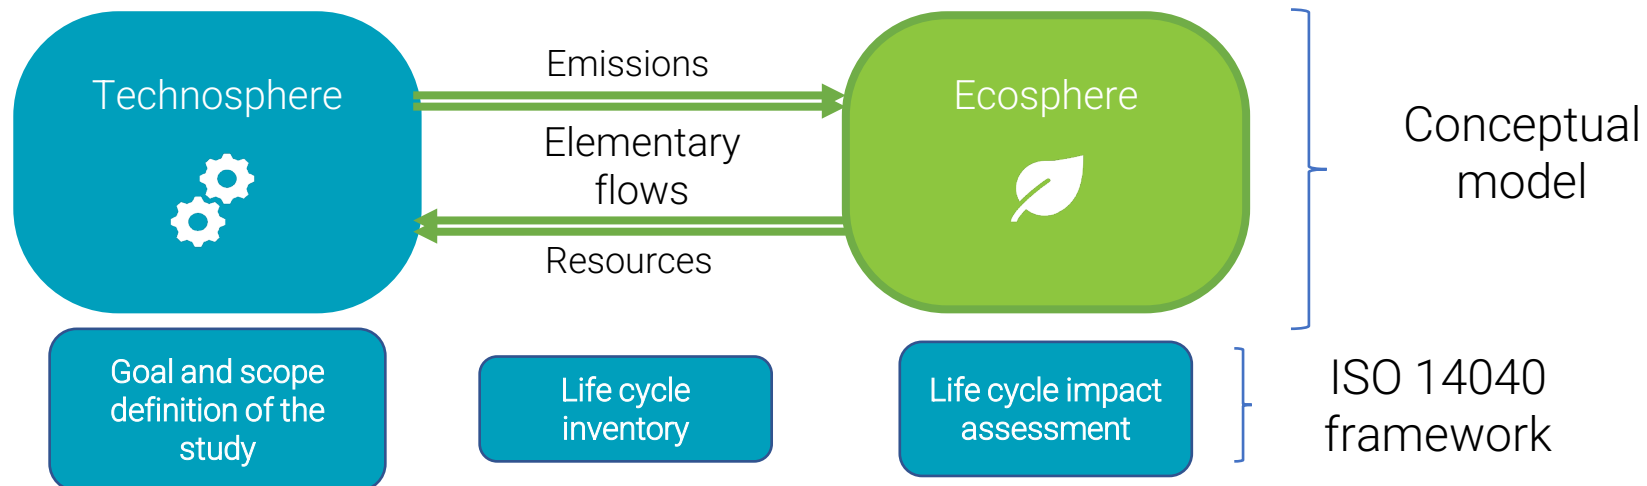 Technosphere
Emissions
Elementary
flows
Resources
Ecosphere
Conceptual
model
Goal and scope
definition of the
study
Life cycle
inventory
Life cycle impact
assessment
ISO 14040
framework